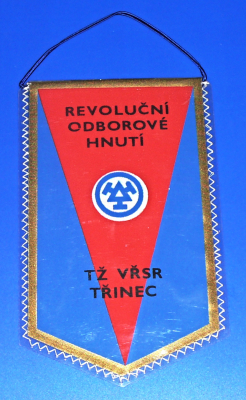 REVOLUČNÍ
ODBOROVÉ
HNUTÍ
TŽ VŘSR
TŘINEC